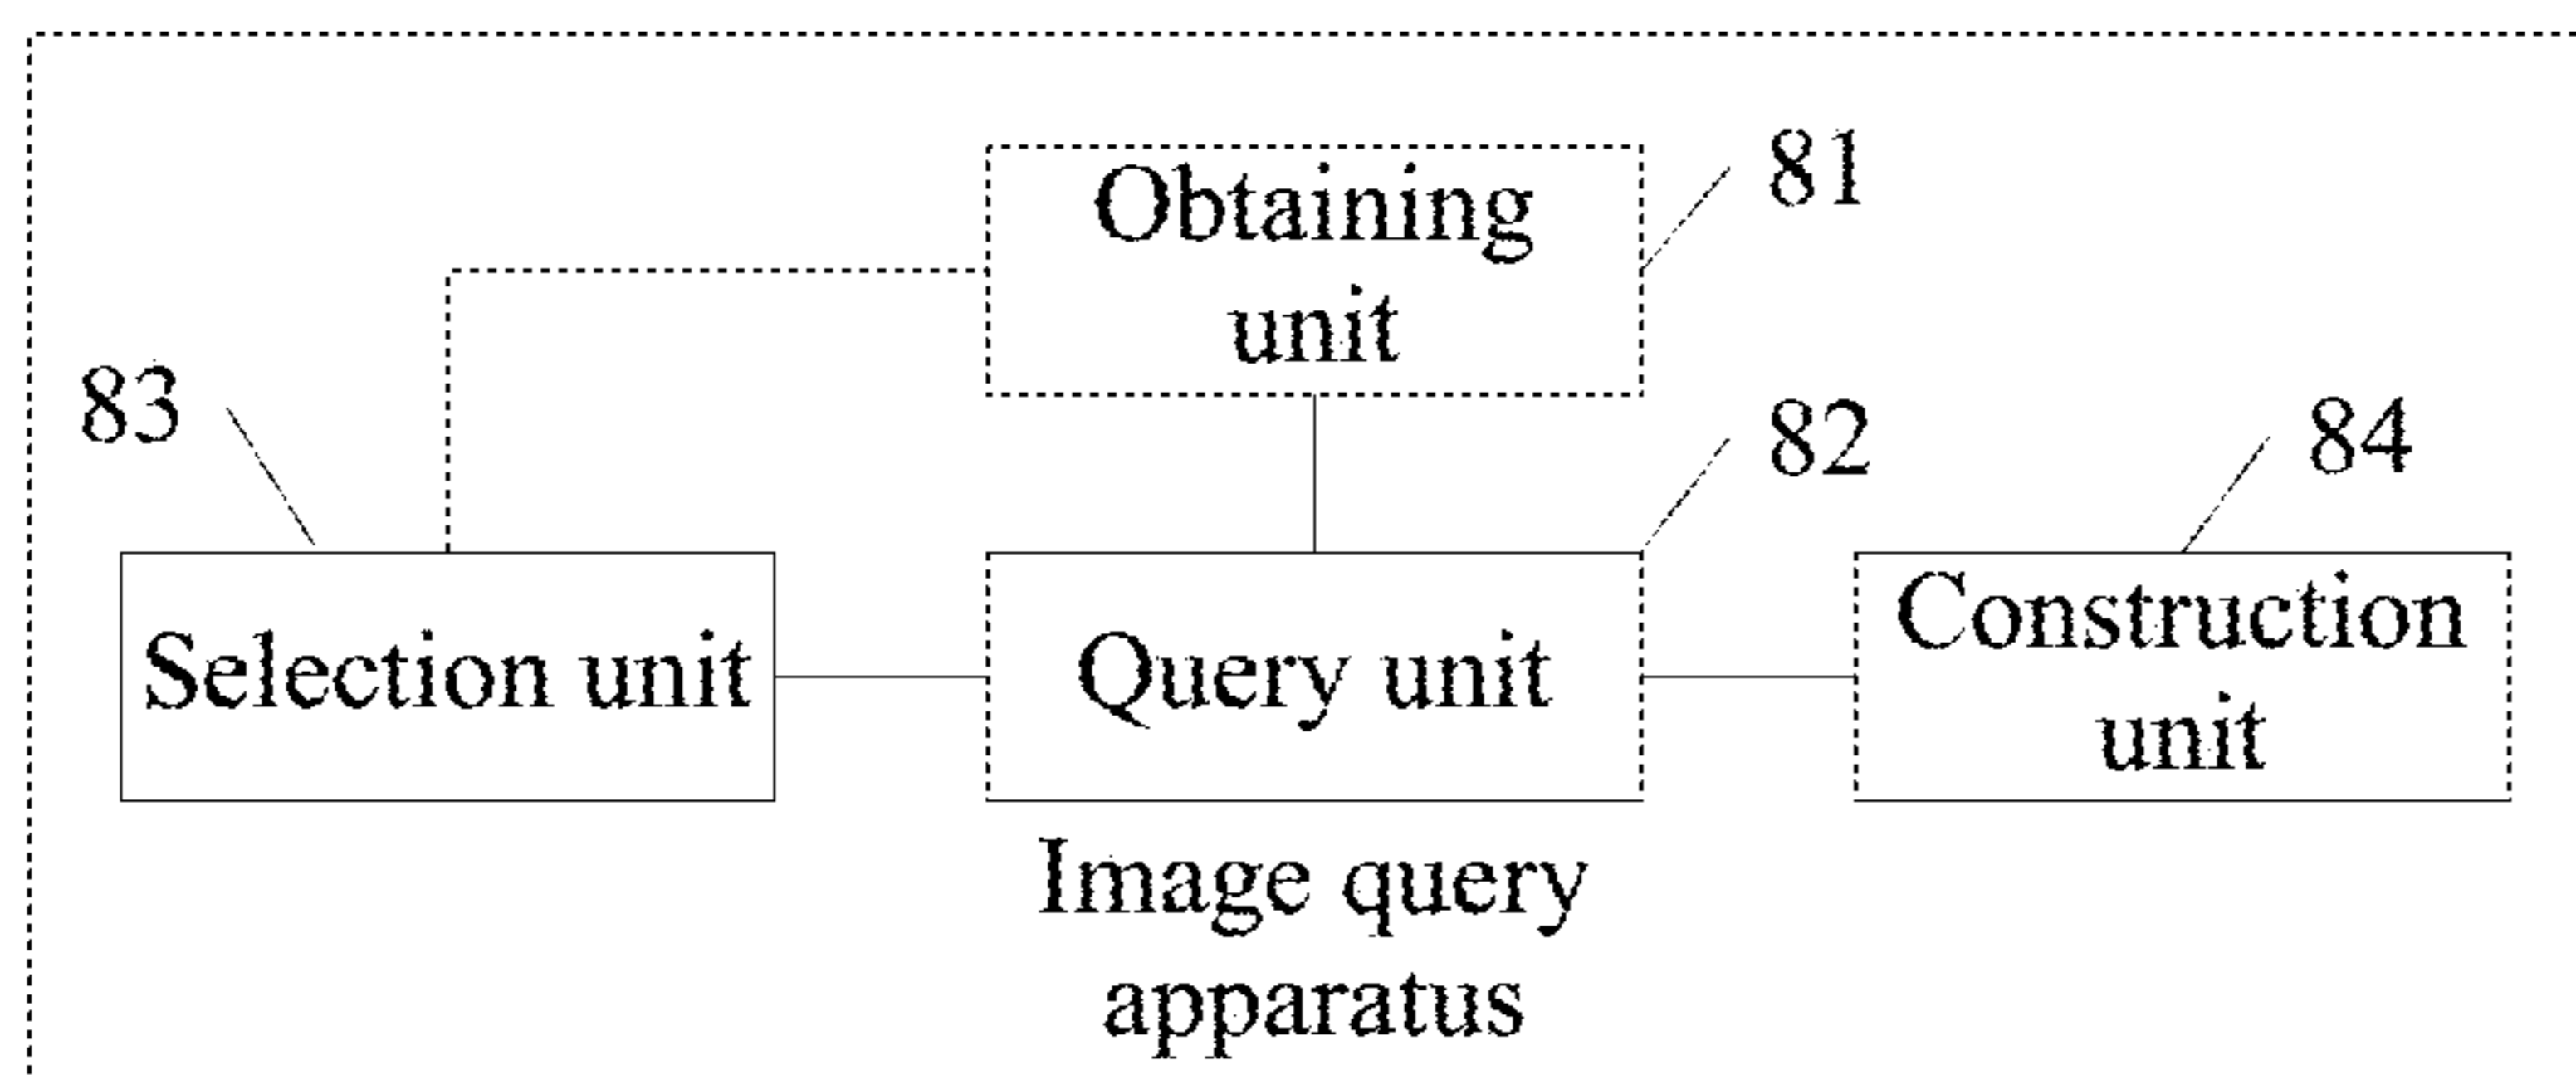 Obtaining
unit
81
83
82
84
Selection unit
Query unit
Construction
unit
Image query
apparatus